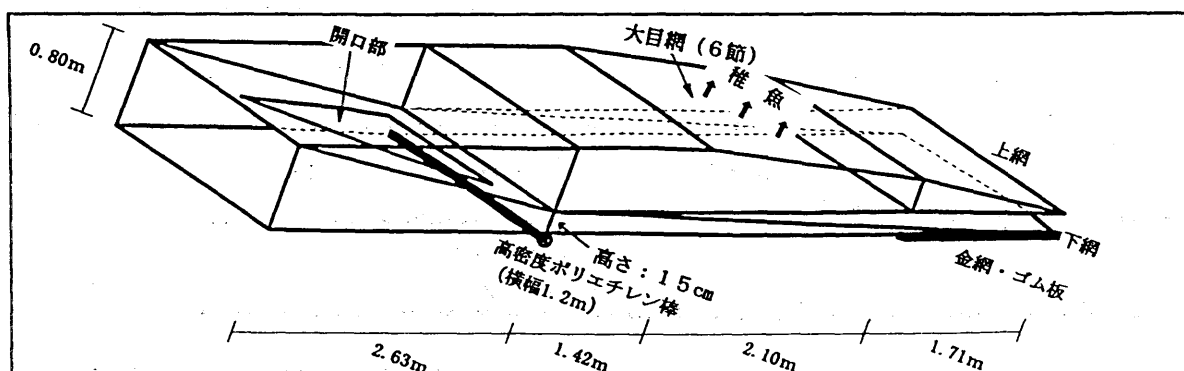 0.80m
開口部
大目網 (6節)
稚魚
上網
下網
金網・ゴム板
高さ:15cm
高密度ポリエチレン棒
(横幅1.2m)
2.63m
1.42m
2.10m
1.71m